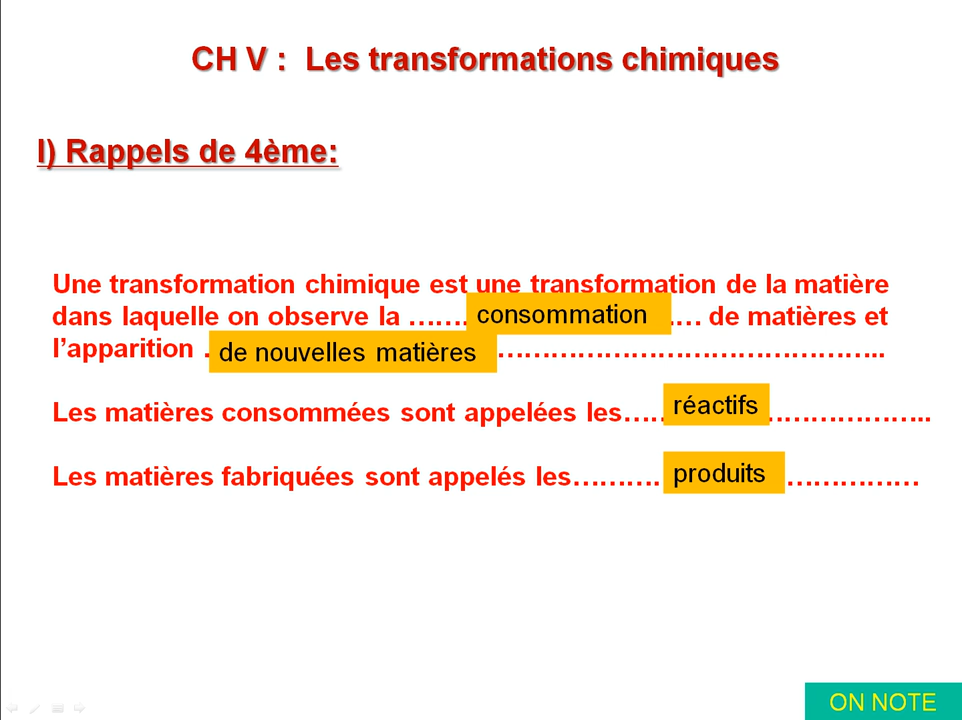 CH V : Les transformations chimiques
I) Rappels de 4ème:
Une transformation chimique est une transformation de la matière
dans laquelle on observe la ……. consommation .… de matières et
l’apparition . de nouvelles matières ……………………………………..
Les matières consommées sont appelées les…… réactifs …………………..
Les matières fabriquées sont appelés les………. produits ……………
ON NOTE